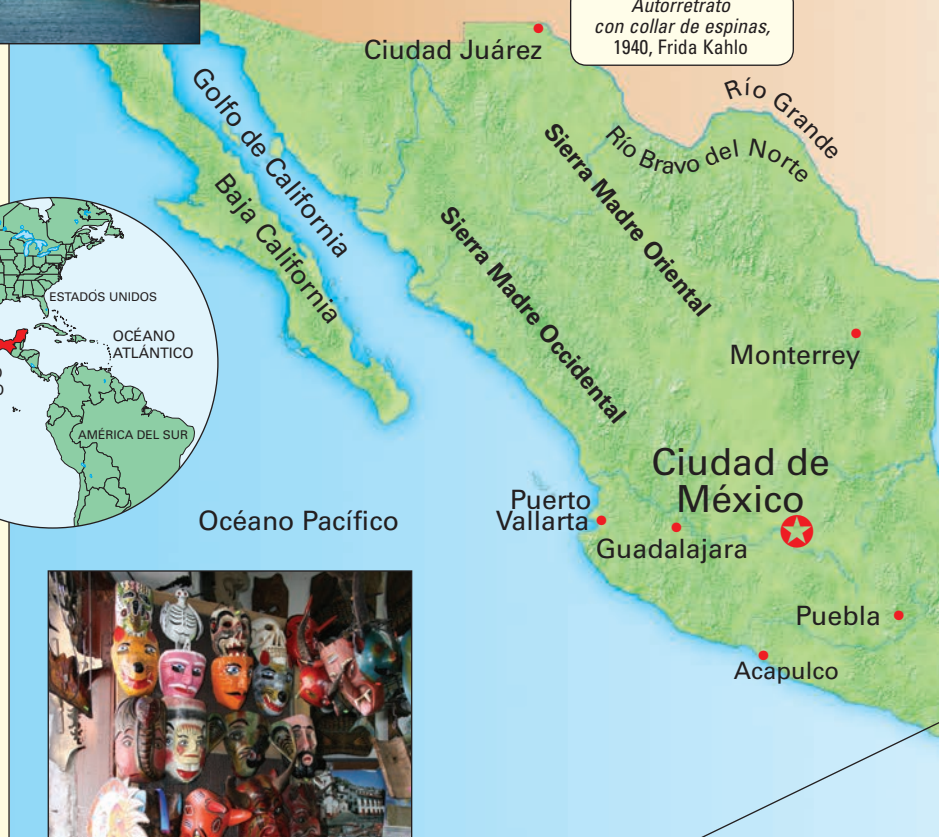 Autorretrato
con collar de espinas,
1940, Frida Kahlo
Ciudad Juárez
Río Grande
Río Bravo del Norte
Golfo de California
Baja California
Sierra Madre Oriental
Sierra Madre Occidental
ESTADOS UNIDOS
OCÉANO
ATLÁNTICO
AMÉRICA DEL SUR
Monterrey
Ciudad de
México
Puerto
Vallarta
Guadalajara
Océano Pacífico
Puebla
Acapulco